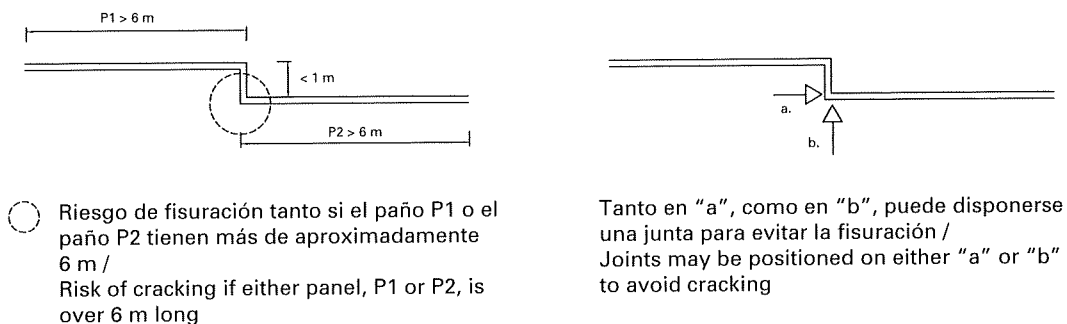 P1 > 6 m
< 1 m
P2 > 6 m
a.
b.
Riesgo de fisuración tanto si el paño P1 o el
paño P2 tienen más de aproximadamente
6 m /
Risk of cracking if either panel, P1 or P2, is
over 6 m long
Tanto en "a", como en "b", puede disponerse
una junta para evitar la fisuración /
Joints may be positioned on either "a" or "b"
to avoid cracking